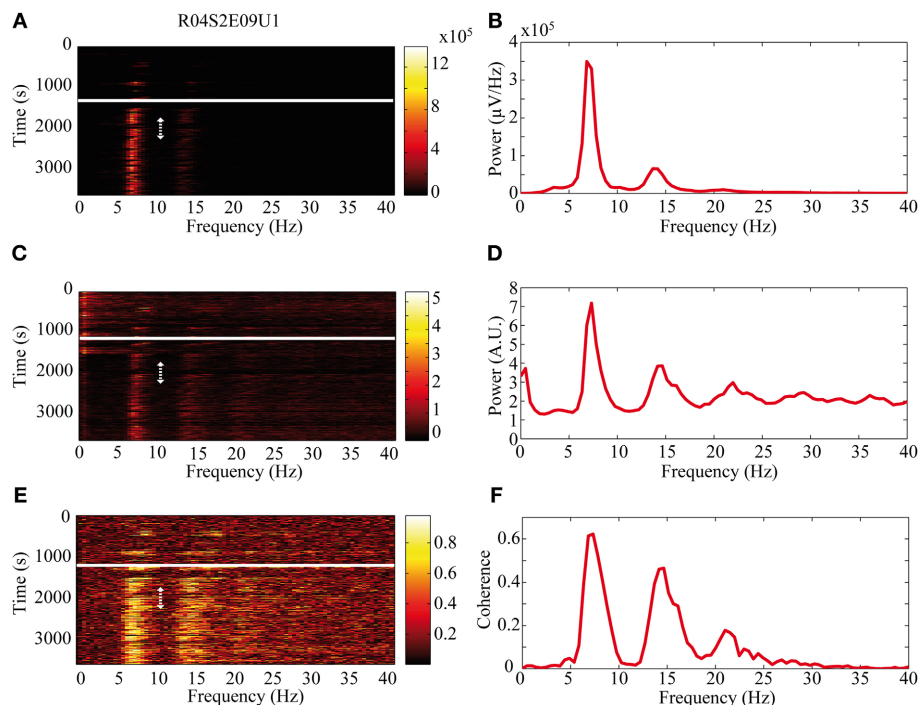 A
R04S2E09U1
Time (s)
0
1000
2000
3000
0 5 10 15 20 25 30 35 40
Frequency (Hz)
x10⁵
12
8
4
0
B
x10⁵
Power (µV/Hz)
4
3
2
1
0
0 5 10 15 20 25 30 35 40
Frequency (Hz)
C
Time (s)
0
1000
2000
3000
0 5 10 15 20 25 30 35 40
Frequency (Hz)
5
4
3
2
1
0
D
Power (A.U.)
8
7
6
5
4
3
2
1
0
0 5 10 15 20 25 30 35 40
Frequency (Hz)
E
Time (s)
0
1000
2000
3000
0 5 10 15 20 25 30 35 40
Frequency (Hz)
0.8
0.6
0.4
0.2
F
Coherence
0.6
0.4
0.2
0
0 5 10 15 20 25 30 35 40
Frequency (Hz)